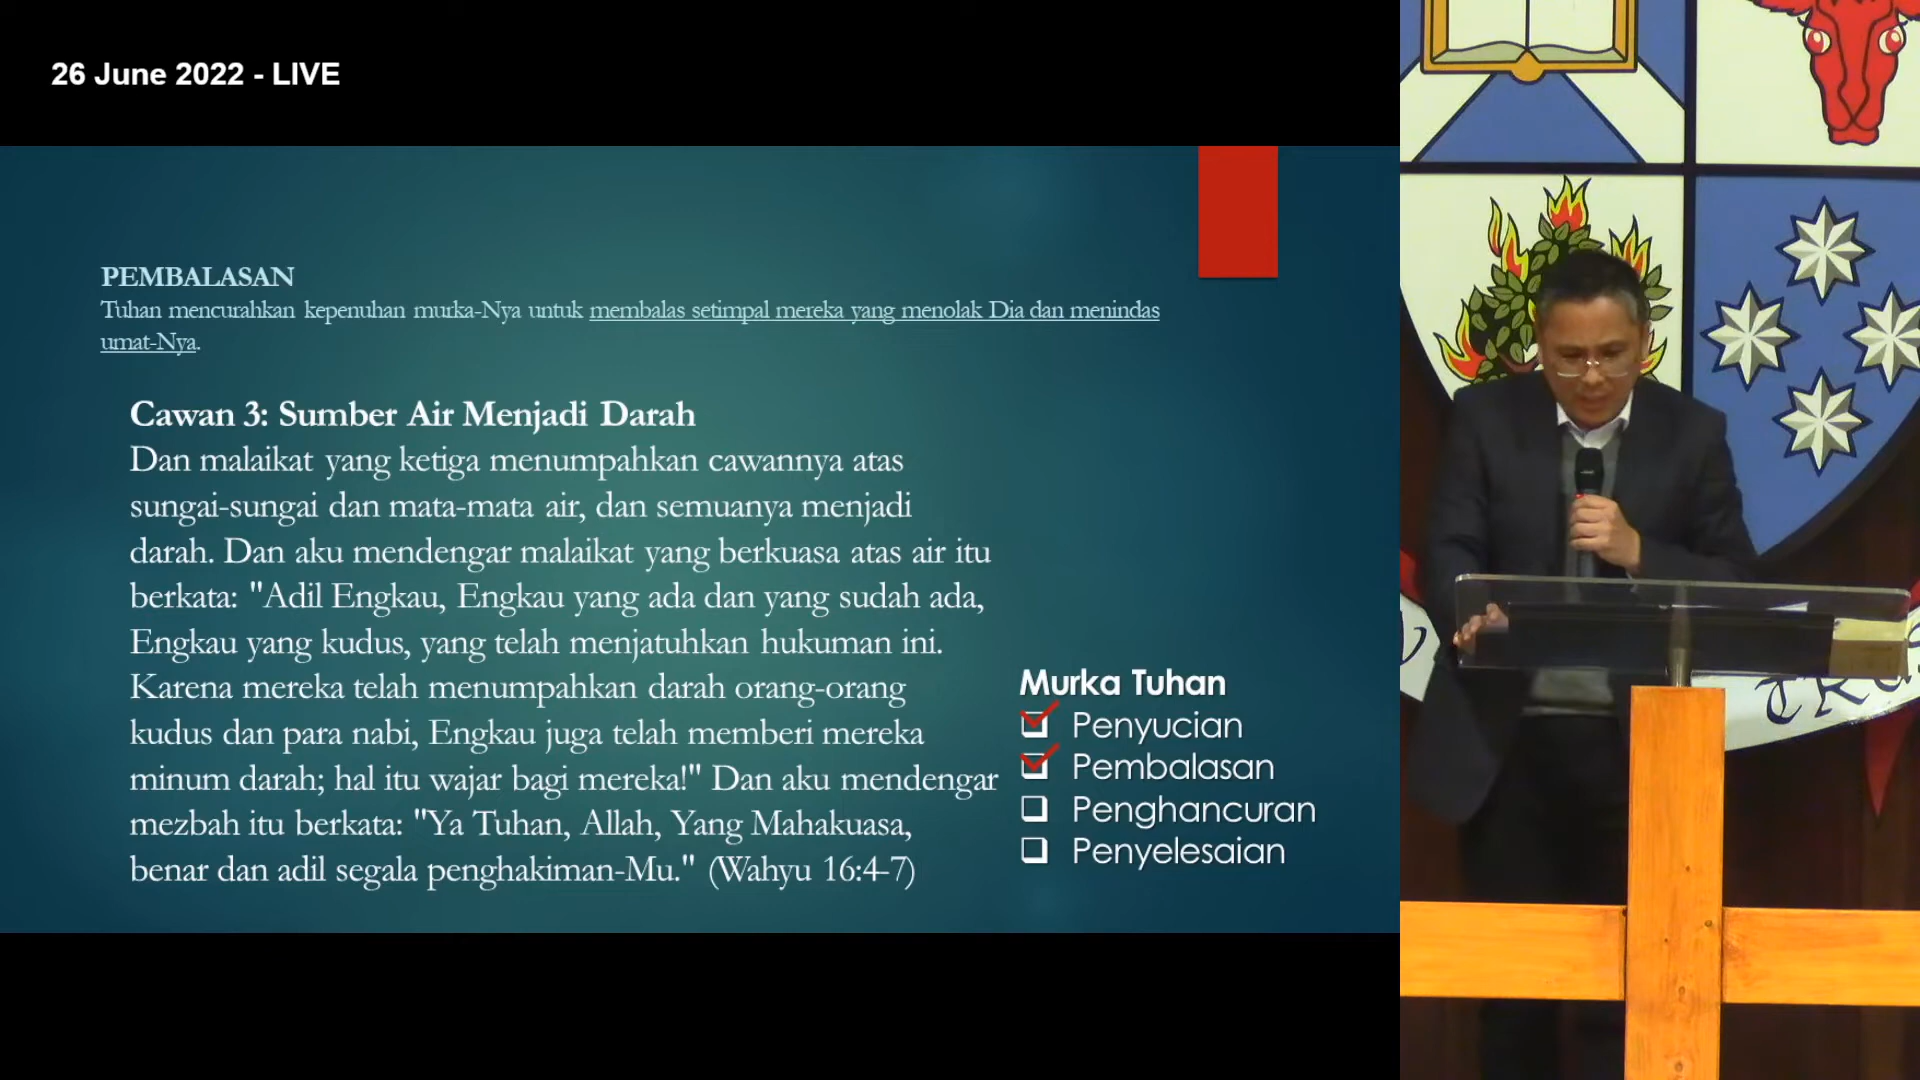 26 June 2022 - LIVE
PEMBALASAN
Tuhan mencurahkan kepenuhan murka-Nya untuk membalas setimpal mereka yang menolak Dia dan menindas
umat-Nya.
Cawan 3: Sumber Air Menjadi Darah
Dan malaikat yang ketiga menumpahkan cawannya atas
sungai-sungai dan mata-mata air, dan semuanya menjadi
darah. Dan aku mendengar malaikat yang berkuasa atas air itu
berkata: "Adil Engkau, Engkau yang ada dan yang sudah ada,
Engkau yang kudus, yang telah menjatuhkan hukuman ini.
Karena mereka telah menumpahkan darah orang-orang
kudus dan para nabi, Engkau juga telah memberi mereka
minum darah; hal itu wajar bagi mereka!" Dan aku mendengar
mezbah itu berkata: "Ya Tuhan, Allah, Yang Mahakuasa,
benar dan adil segala penghakiman-Mu." (Wahyu 16:4-7)
Murka Tuhan
Penyucian
Pembalasan
Penghancuran
Penyelesaian